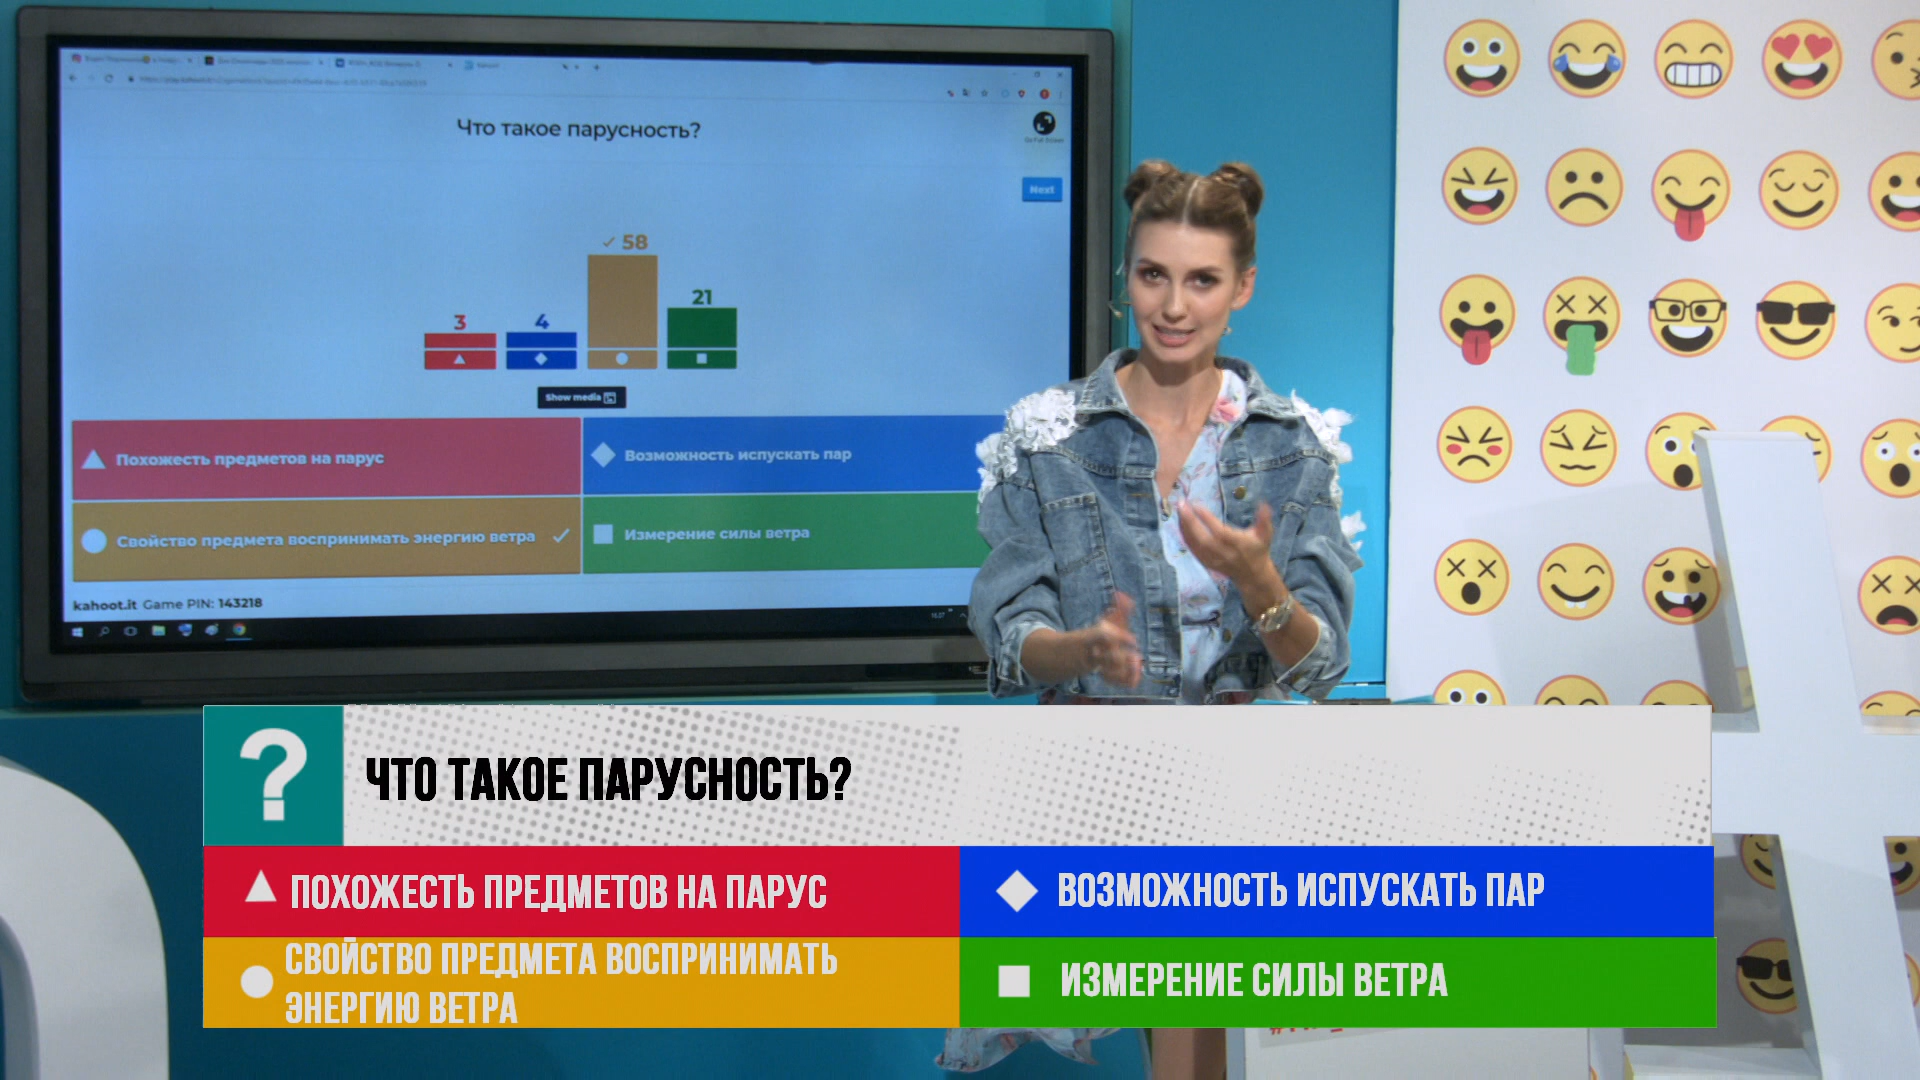 Что такое парусность?
Next
58
21
3
4
Show media
Похожесть предметов на парус
Возможность испускать пар
Свойство предмета воспринимать энергию ветра
Измерение силы ветра
kahoot.it Game PIN: 143218
?
ЧТО ТАКОЕ ПАРУСНОСТЬ?
ПОХОЖЕСТЬ ПРЕДМЕТОВ НА ПАРУС
ВОЗМОЖНОСТЬ ИСПУСКАТЬ ПАР
СВОЙСТВО ПРЕДМЕТА ВОСПРИНИМАТЬ
ЭНЕРГИЮ ВЕТРА
ИЗМЕРЕНИЕ СИЛЫ ВЕТРА